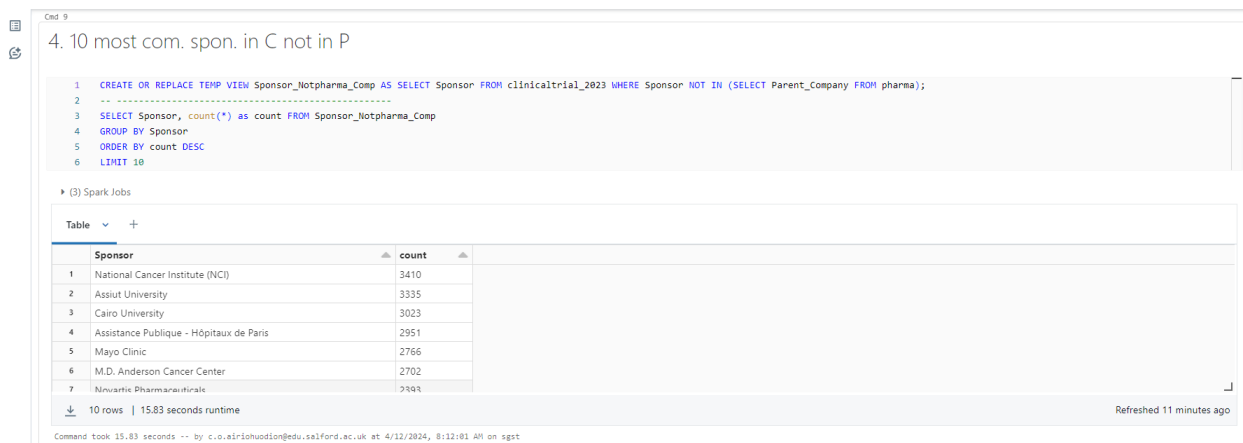 Cmd 9
4. 10 most com. spon. in C not in P
1 CREATE OR REPLACE TEMP VIEW Sponsor_Notpharma_Comp AS SELECT Sponsor FROM clinicaltrial_2023 WHERE Sponsor NOT IN (SELECT Parent_Company FROM pharma);
2 -- --------------------------------------------------
3 SELECT Sponsor, count(*) as count FROM Sponsor_Notpharma_Comp
4 GROUP BY Sponsor
5 ORDER BY count DESC
6 LIMIT 10
(3) Spark Jobs
Table +
Sponsor count
1 National Cancer Institute (NCI) 3410
2 Assiut University 3335
3 Cairo University 3023
4 Assistance Publique - Hôpitaux de Paris 2951
5 Mayo Clinic 2766
6 M.D. Anderson Cancer Center 2702
7 Novartis Pharmaceuticals 2393
10 rows | 15.83 seconds runtime Refreshed 11 minutes ago
Command took 15.83 seconds -- by c.o.airiohuodion@edu.salford.ac.uk at 4/12/2024, 8:12:01 AM on sgst